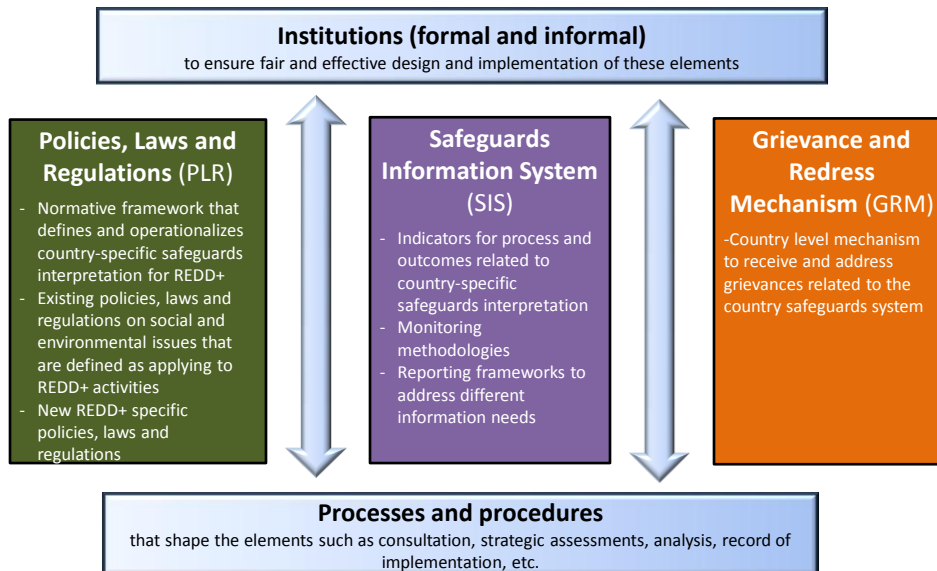 Institutions (formal and informal)
to ensure fair and effective design and implementation of these elements
Policies, Laws and
Regulations (PLR)
- Normative framework that
defines and operationalizes
country-specific safeguards
interpretation for REDD+
- Existing policies, laws and
regulations on social and
environmental issues that
are defined as applying to
REDD+ activities
- New REDD+ specific
policies, laws and
regulations
Safeguards
Information System
(SIS)
- Indicators for process and
outcomes related to
country-specific
safeguards interpretation
- Monitoring
methodologies
- Reporting frameworks to
address different
information needs
Grievance and
Redress
Mechanism (GRM)
-Country level mechanism
to receive and address
grievances related to the
country safeguards system
Processes and procedures
that shape the elements such as consultation, strategic assessments, analysis, record of
implementation, etc.